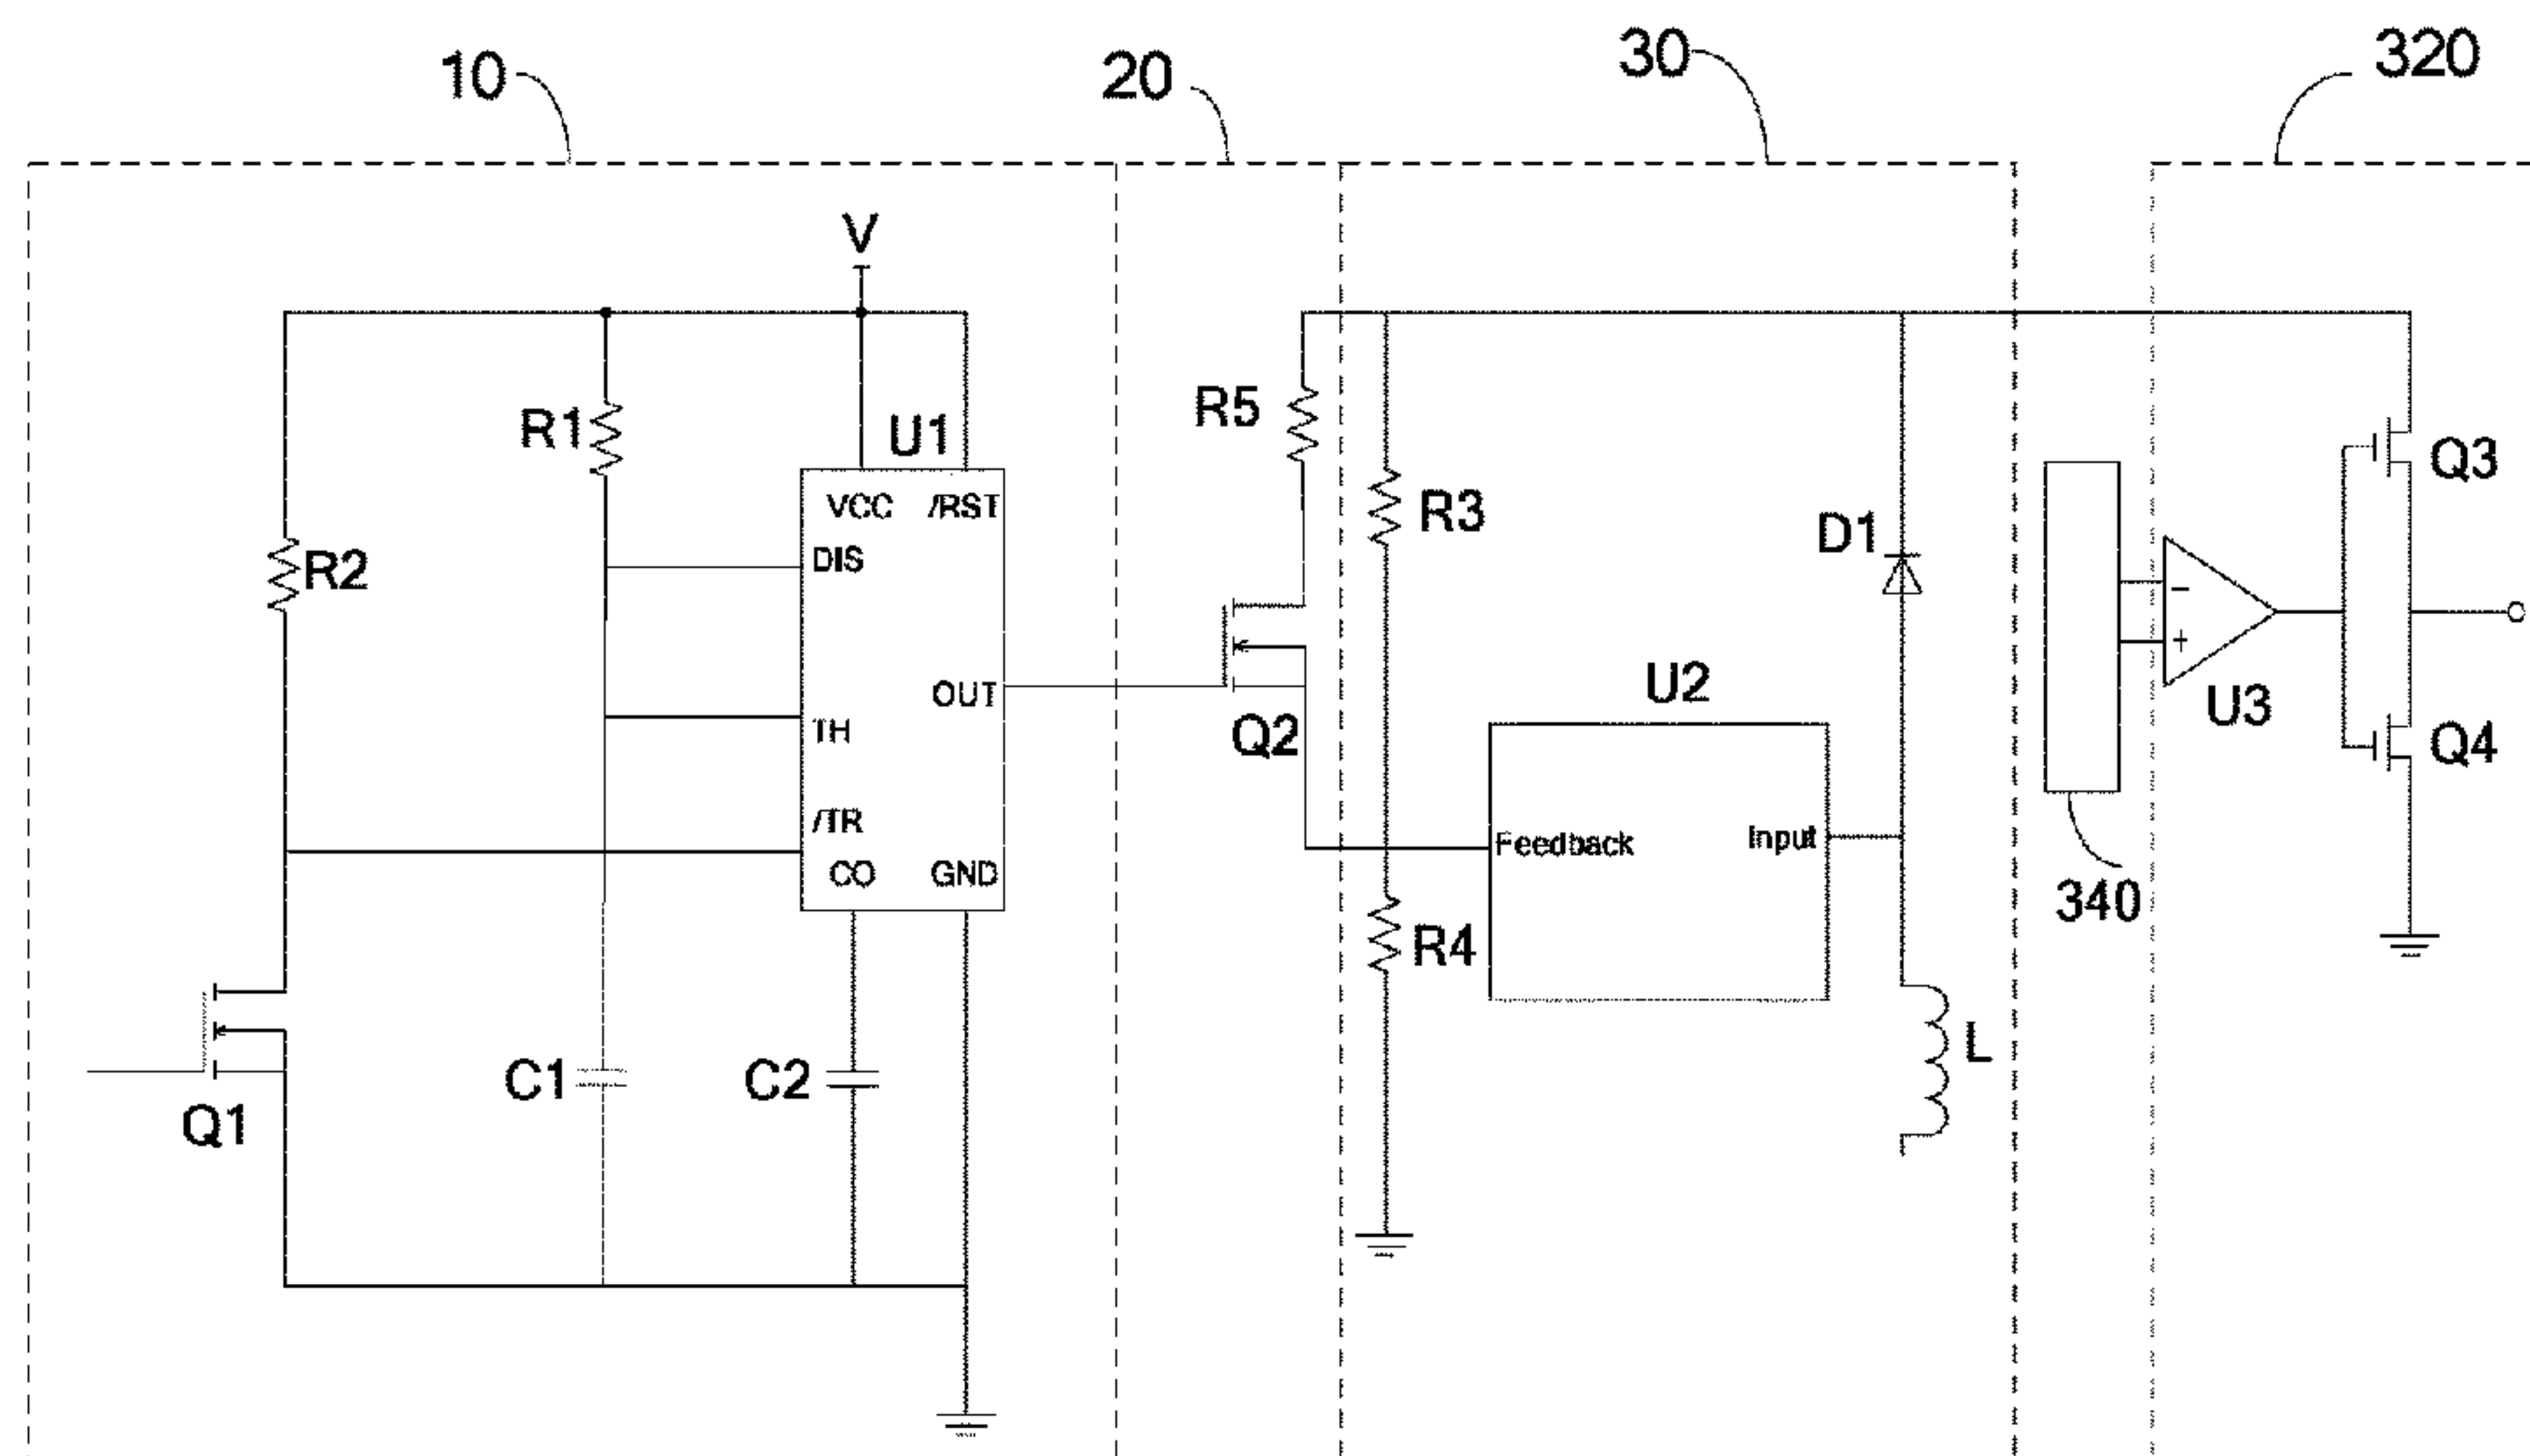 10
20
30
320
V
R1
U1
R5
Q3
VCC /RST
R3
D1
DIS
R2
−
+
OUT
U2
U3
TH
Q2
Q4
/TR
Feedback
Input
CO
GND
340
R4
L
C1
C2
Q1